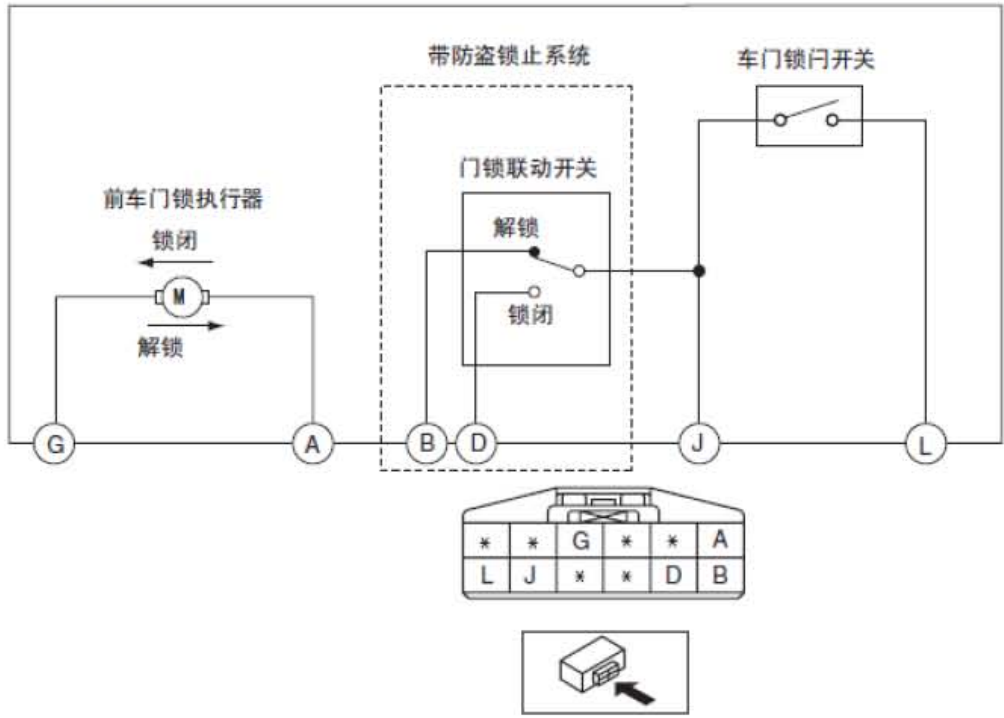 带防盗锁止系统
车门锁闩开关
门锁联动开关
前车门锁执行器
解锁
锁闭
M
锁闭
解锁
G A B D J L
* * G * * A
L J * * D B